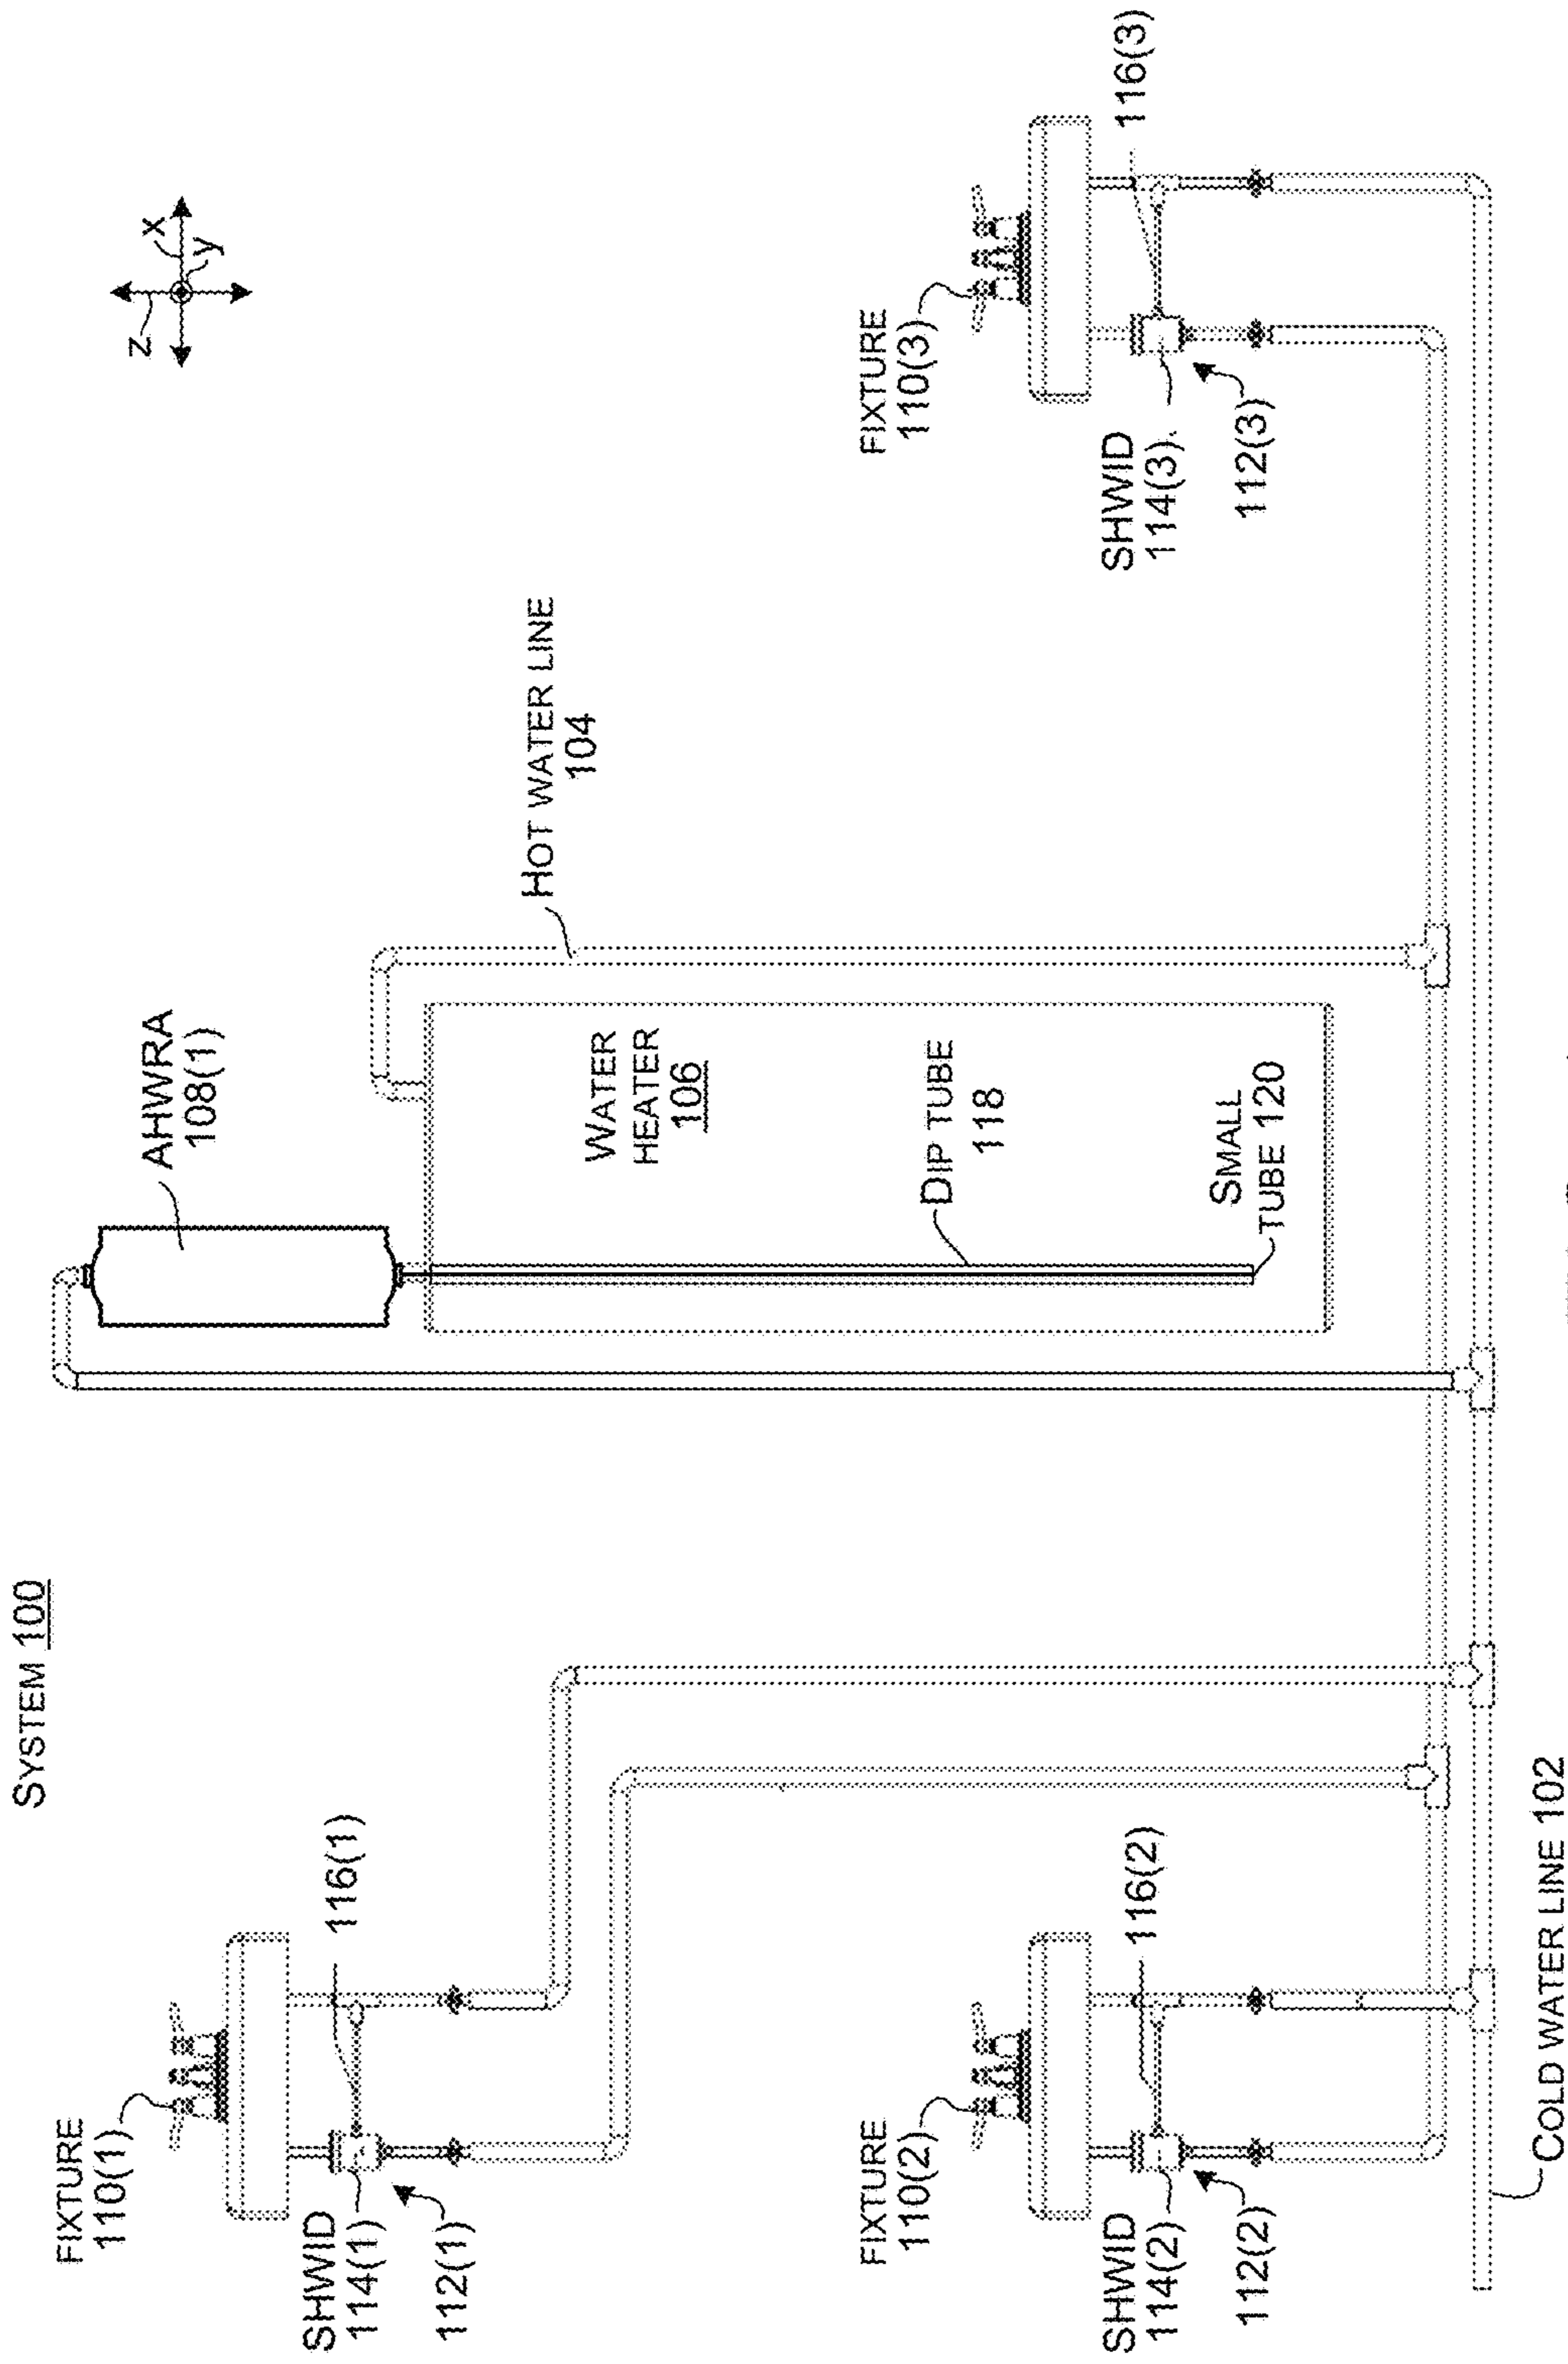 SYSTEM 100
FIXTURE
110(1)
SHWID
114(1)
112(1)
116(1)
AHWRA
108(1)
z
x
y
HOT WATER LINE
104
WATER
HEATER
106
DIP TUBE
118
SMALL
TUBE 120
FIXTURE
110(2)
SHWID
114(2)
112(2)
116(2)
FIXTURE
110(3)
SHWID
114(3)
112(3)
116(3)
COLD WATER LINE 102